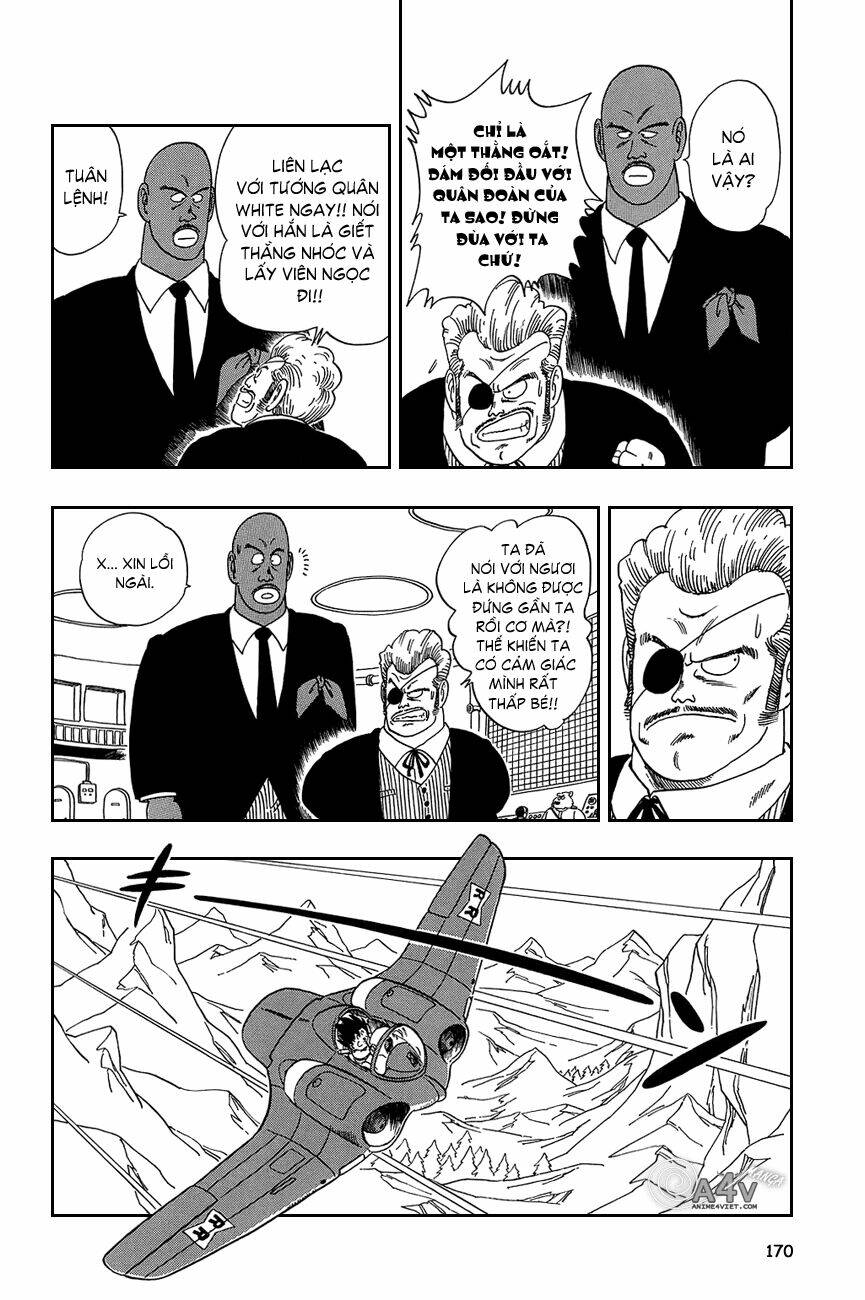 NÓ
LÀ AI
VẬY?
CHỈ LÀ
MỘT THẰNG OẮT!
DÁM ĐỐI ĐẦU VỚI
QUÂN ĐOÀN CỦA
TA SAO! ĐỪNG
ĐÙA VỚI TA
CHỨ!
LIÊN LẠC
VỚI TƯỚNG QUÂN
WHITE NGAY!! NÓI
VỚI HẮN LÀ GIẾT
THẰNG NHÓC VÀ
LẤY VIÊN NGỌC
ĐI!!
TUÂN
LỆNH!
TA ĐÃ
NÓI VỚI NGƯƠI
LÀ KHÔNG ĐƯỢC
ĐỨNG GẦN TA
RỒI CƠ MÀ?!
THẾ KHIẾN TA
CÓ CẢM GIÁC
MÌNH RẤT
THẤP BÉ!!
X... XIN LỖI
NGÀI.
RR
RR
A4V
MANGA
ANIME4VIET.COM
170